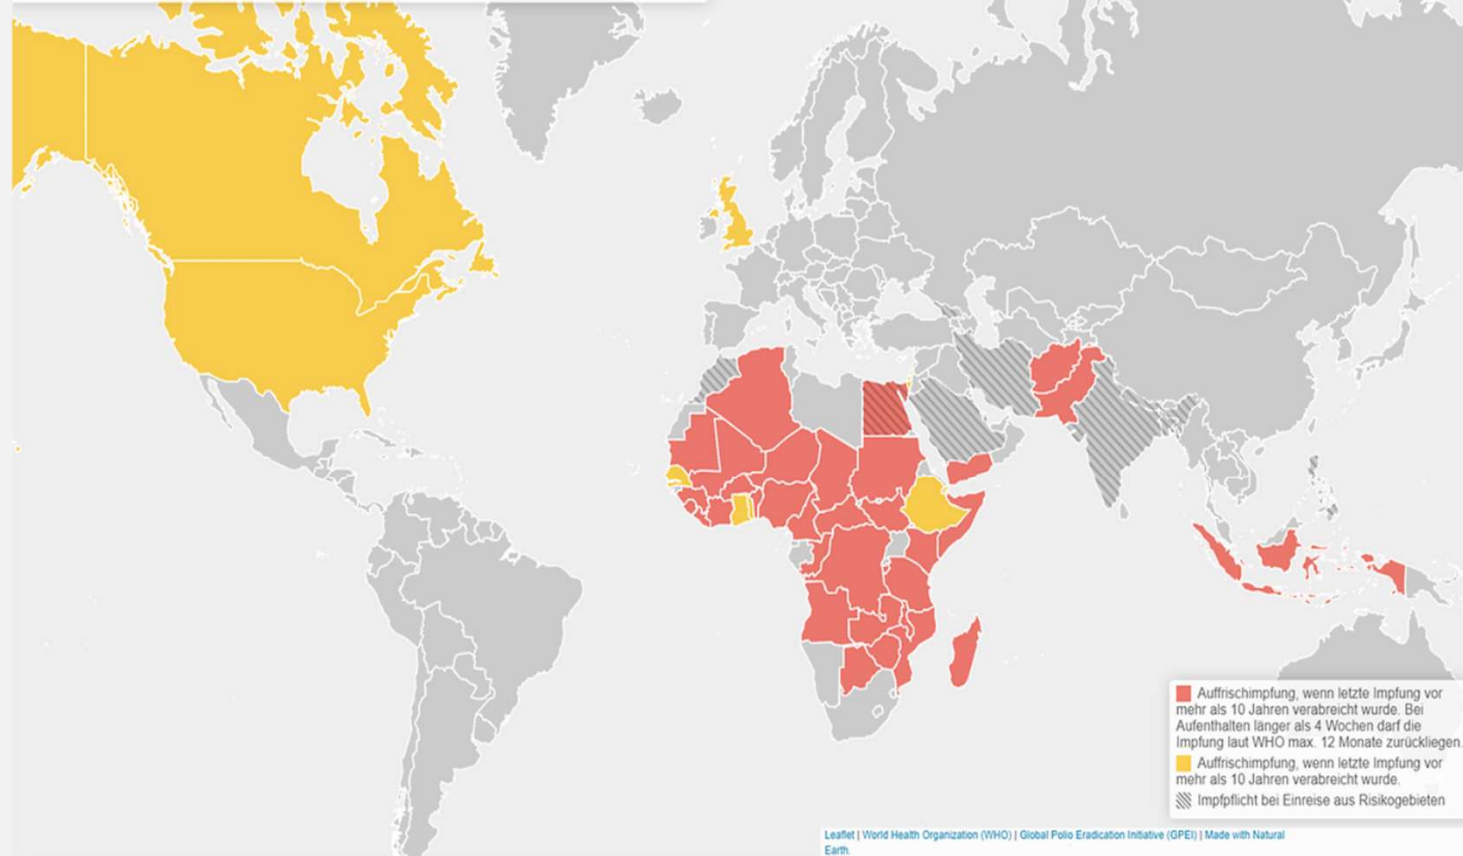 Auffrischimpfung, wenn letzte Impfung vor
mehr als 10 Jahren verabreicht wurde. Bei
Aufenthalten länger als 4 Wochen darf die
Impfung laut WHO max. 12 Monate zurückliegen.
Auffrischimpfung, wenn letzte Impfung vor
mehr als 10 Jahren verabreicht wurde.
Impfpflicht bei Einreise aus Risikogebieten
Leaflet | World Health Organization (WHO) | Global Polio Eradication Initiative (GPEI) | Made with Natural
Earth.